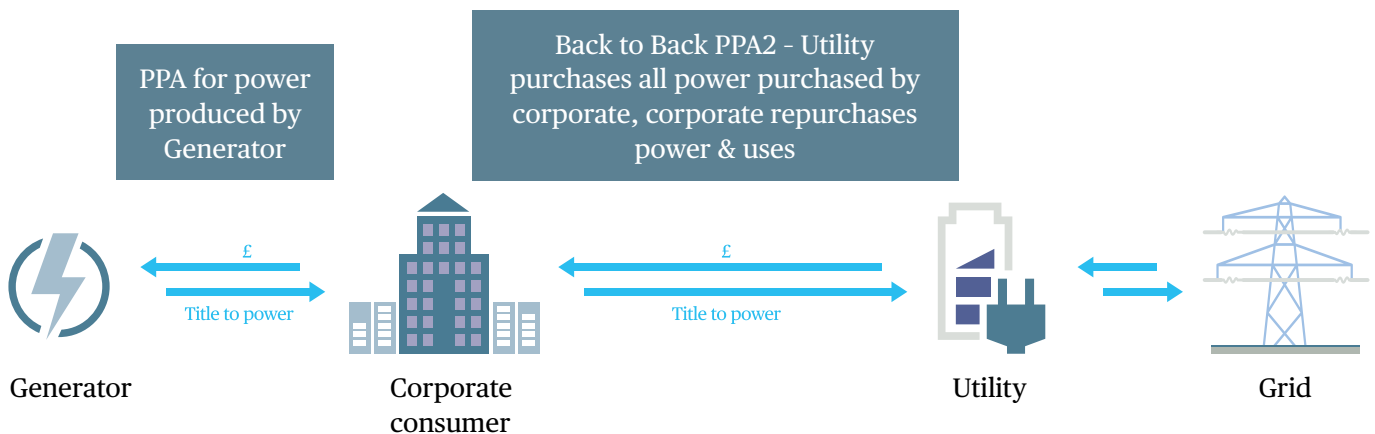 PPA for power
produced by
Generator
Back to Back PPA2 - Utility
purchases all power purchased by
corporate, corporate repurchases
power & uses
£
Title to power
£
Title to power
Generator
Corporate
consumer
Utility
Grid